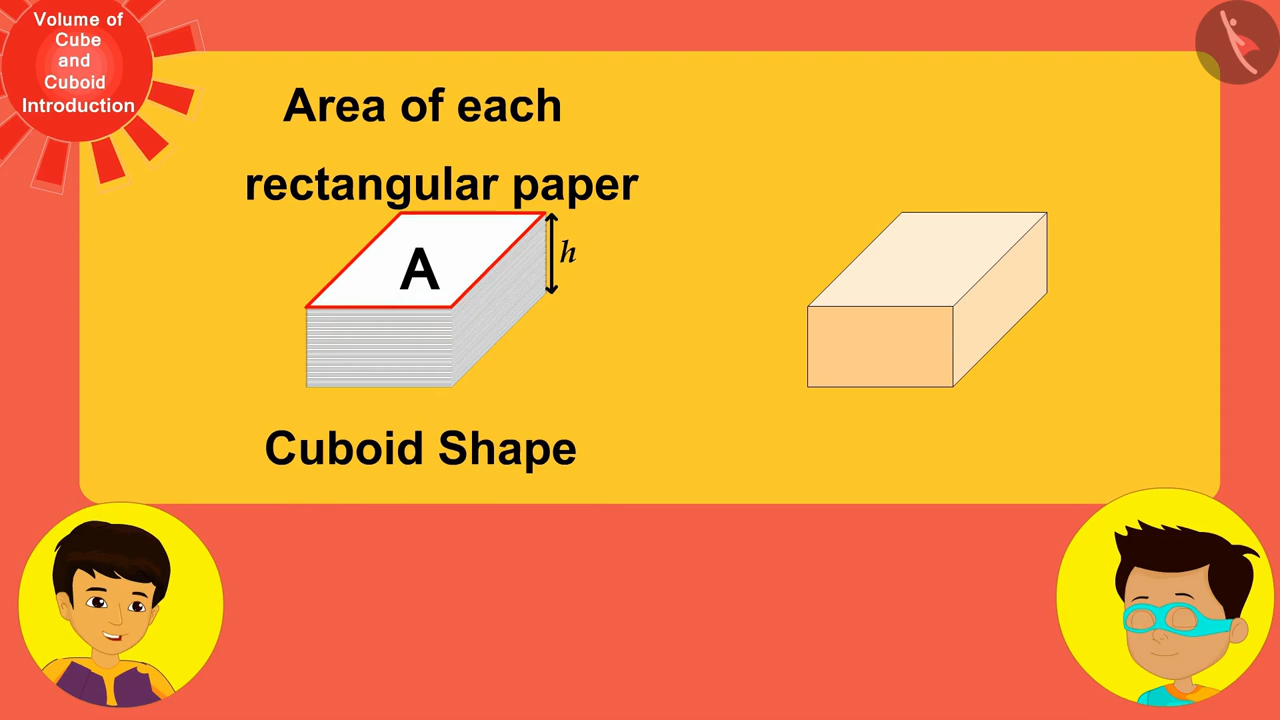 Volume of
Cube
and
Cuboid
Introduction
Area of each
rectangular paper
A
h
Cuboid Shape